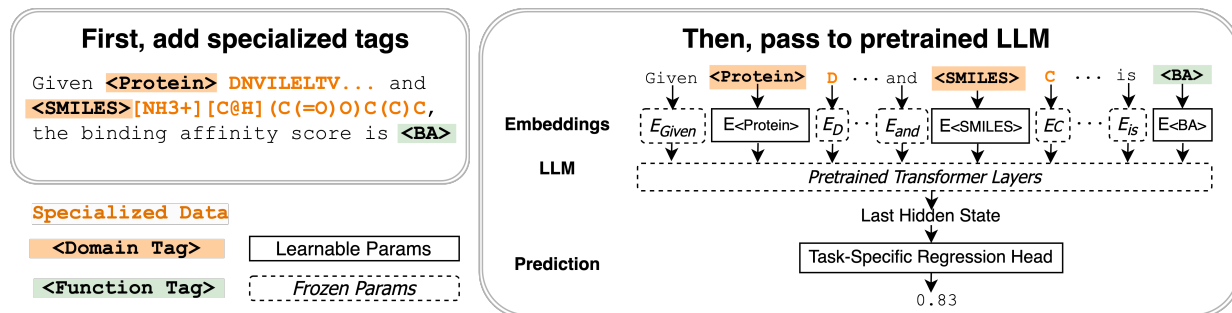 First, add specialized tags
Given <Protein> DNVILELTV... and
<SMILES>[NH3+][C@H](C(=O)O)C(C)C,
the binding affinity score is <BA>
Specialized Data
<Domain Tag>
Learnable Params
<Function Tag>
Frozen Params
Then, pass to pretrained LLM
Given <Protein> D ... and <SMILES> C ... is <BA>
Embeddings
E_Given E<Protein> E_D ... E_and E<SMILES> E_C ... E_is E<BA>
LLM
Pretrained Transformer Layers
Last Hidden State
Prediction
Task-Specific Regression Head
0.83